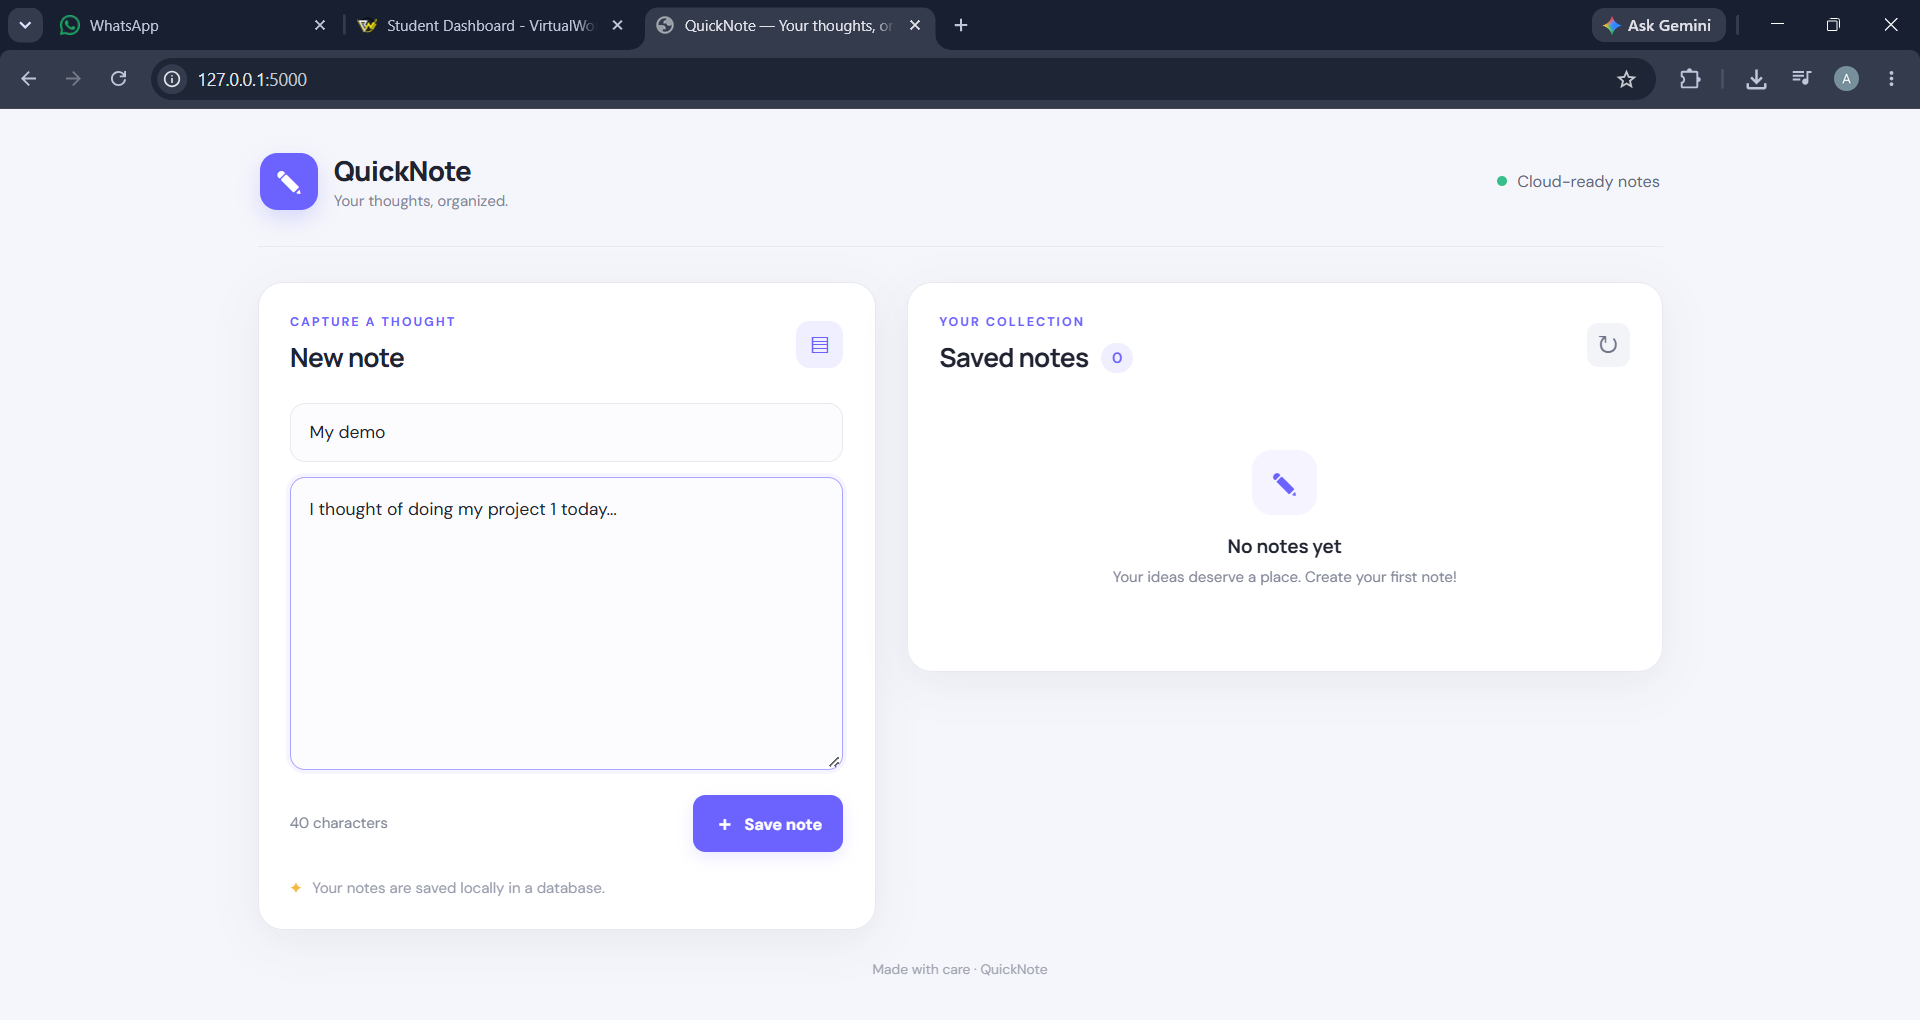 WhatsApp
Student Dashboard - VirtualWo
QuickNote — Your thoughts, or
Ask Gemini
127.0.0.1:5000
A
QuickNote
Your thoughts, organized.
Cloud-ready notes
CAPTURE A THOUGHT
New note
My demo
I thought of doing my project 1 today...
40 characters
+ Save note
Your notes are saved locally in a database.
YOUR COLLECTION
Saved notes 0
No notes yet
Your ideas deserve a place. Create your first note!
Made with care · QuickNote